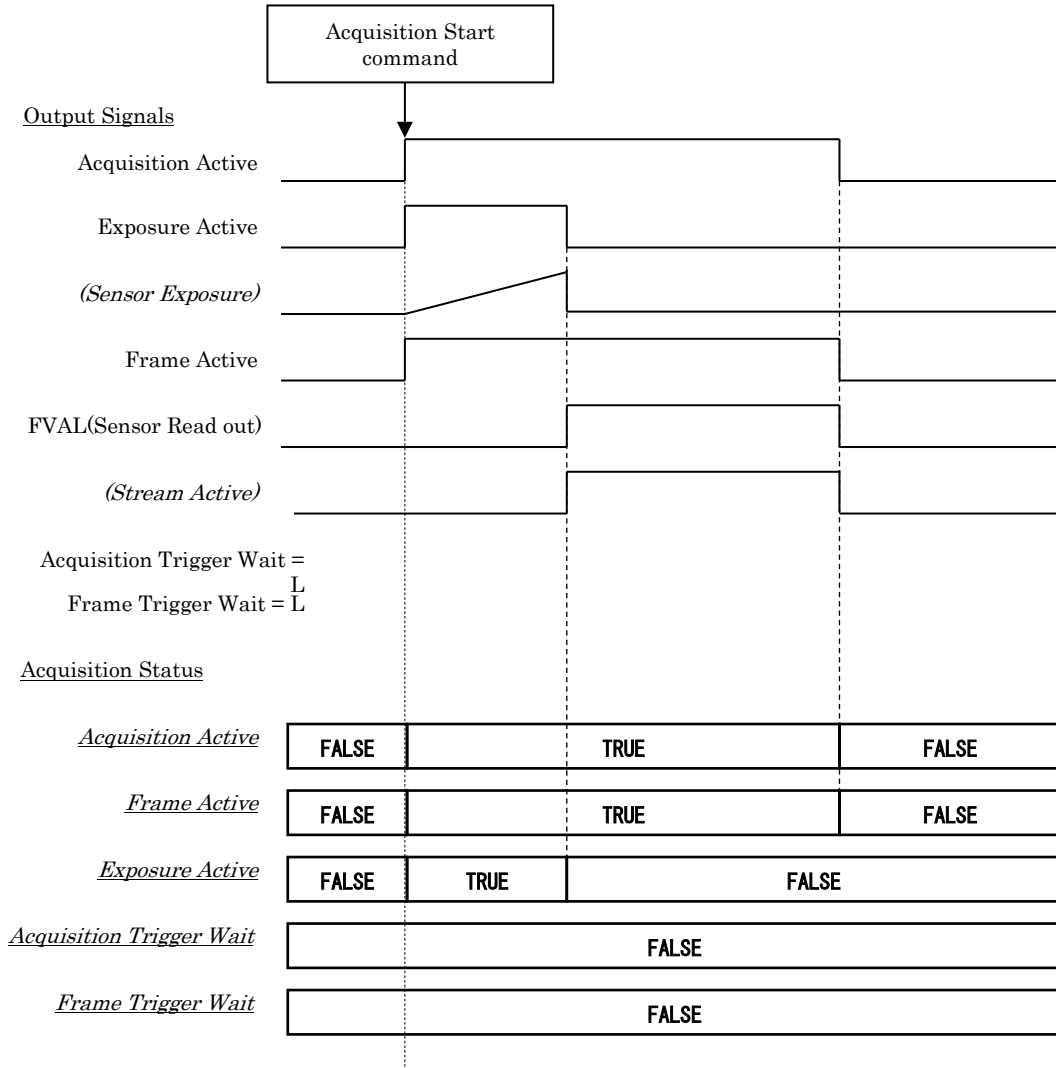 Acquisition Start
command
Output Signals
Acquisition Active
Exposure Active
(Sensor Exposure)
Frame Active
FVAL(Sensor Read out)
(Stream Active)
Acquisition Trigger Wait =
L
Frame Trigger Wait = L
Acquisition Status
Acquisition Active FALSE TRUE FALSE
Frame Active FALSE TRUE FALSE
Exposure Active FALSE TRUE FALSE
Acquisition Trigger Wait FALSE
Frame Trigger Wait FALSE